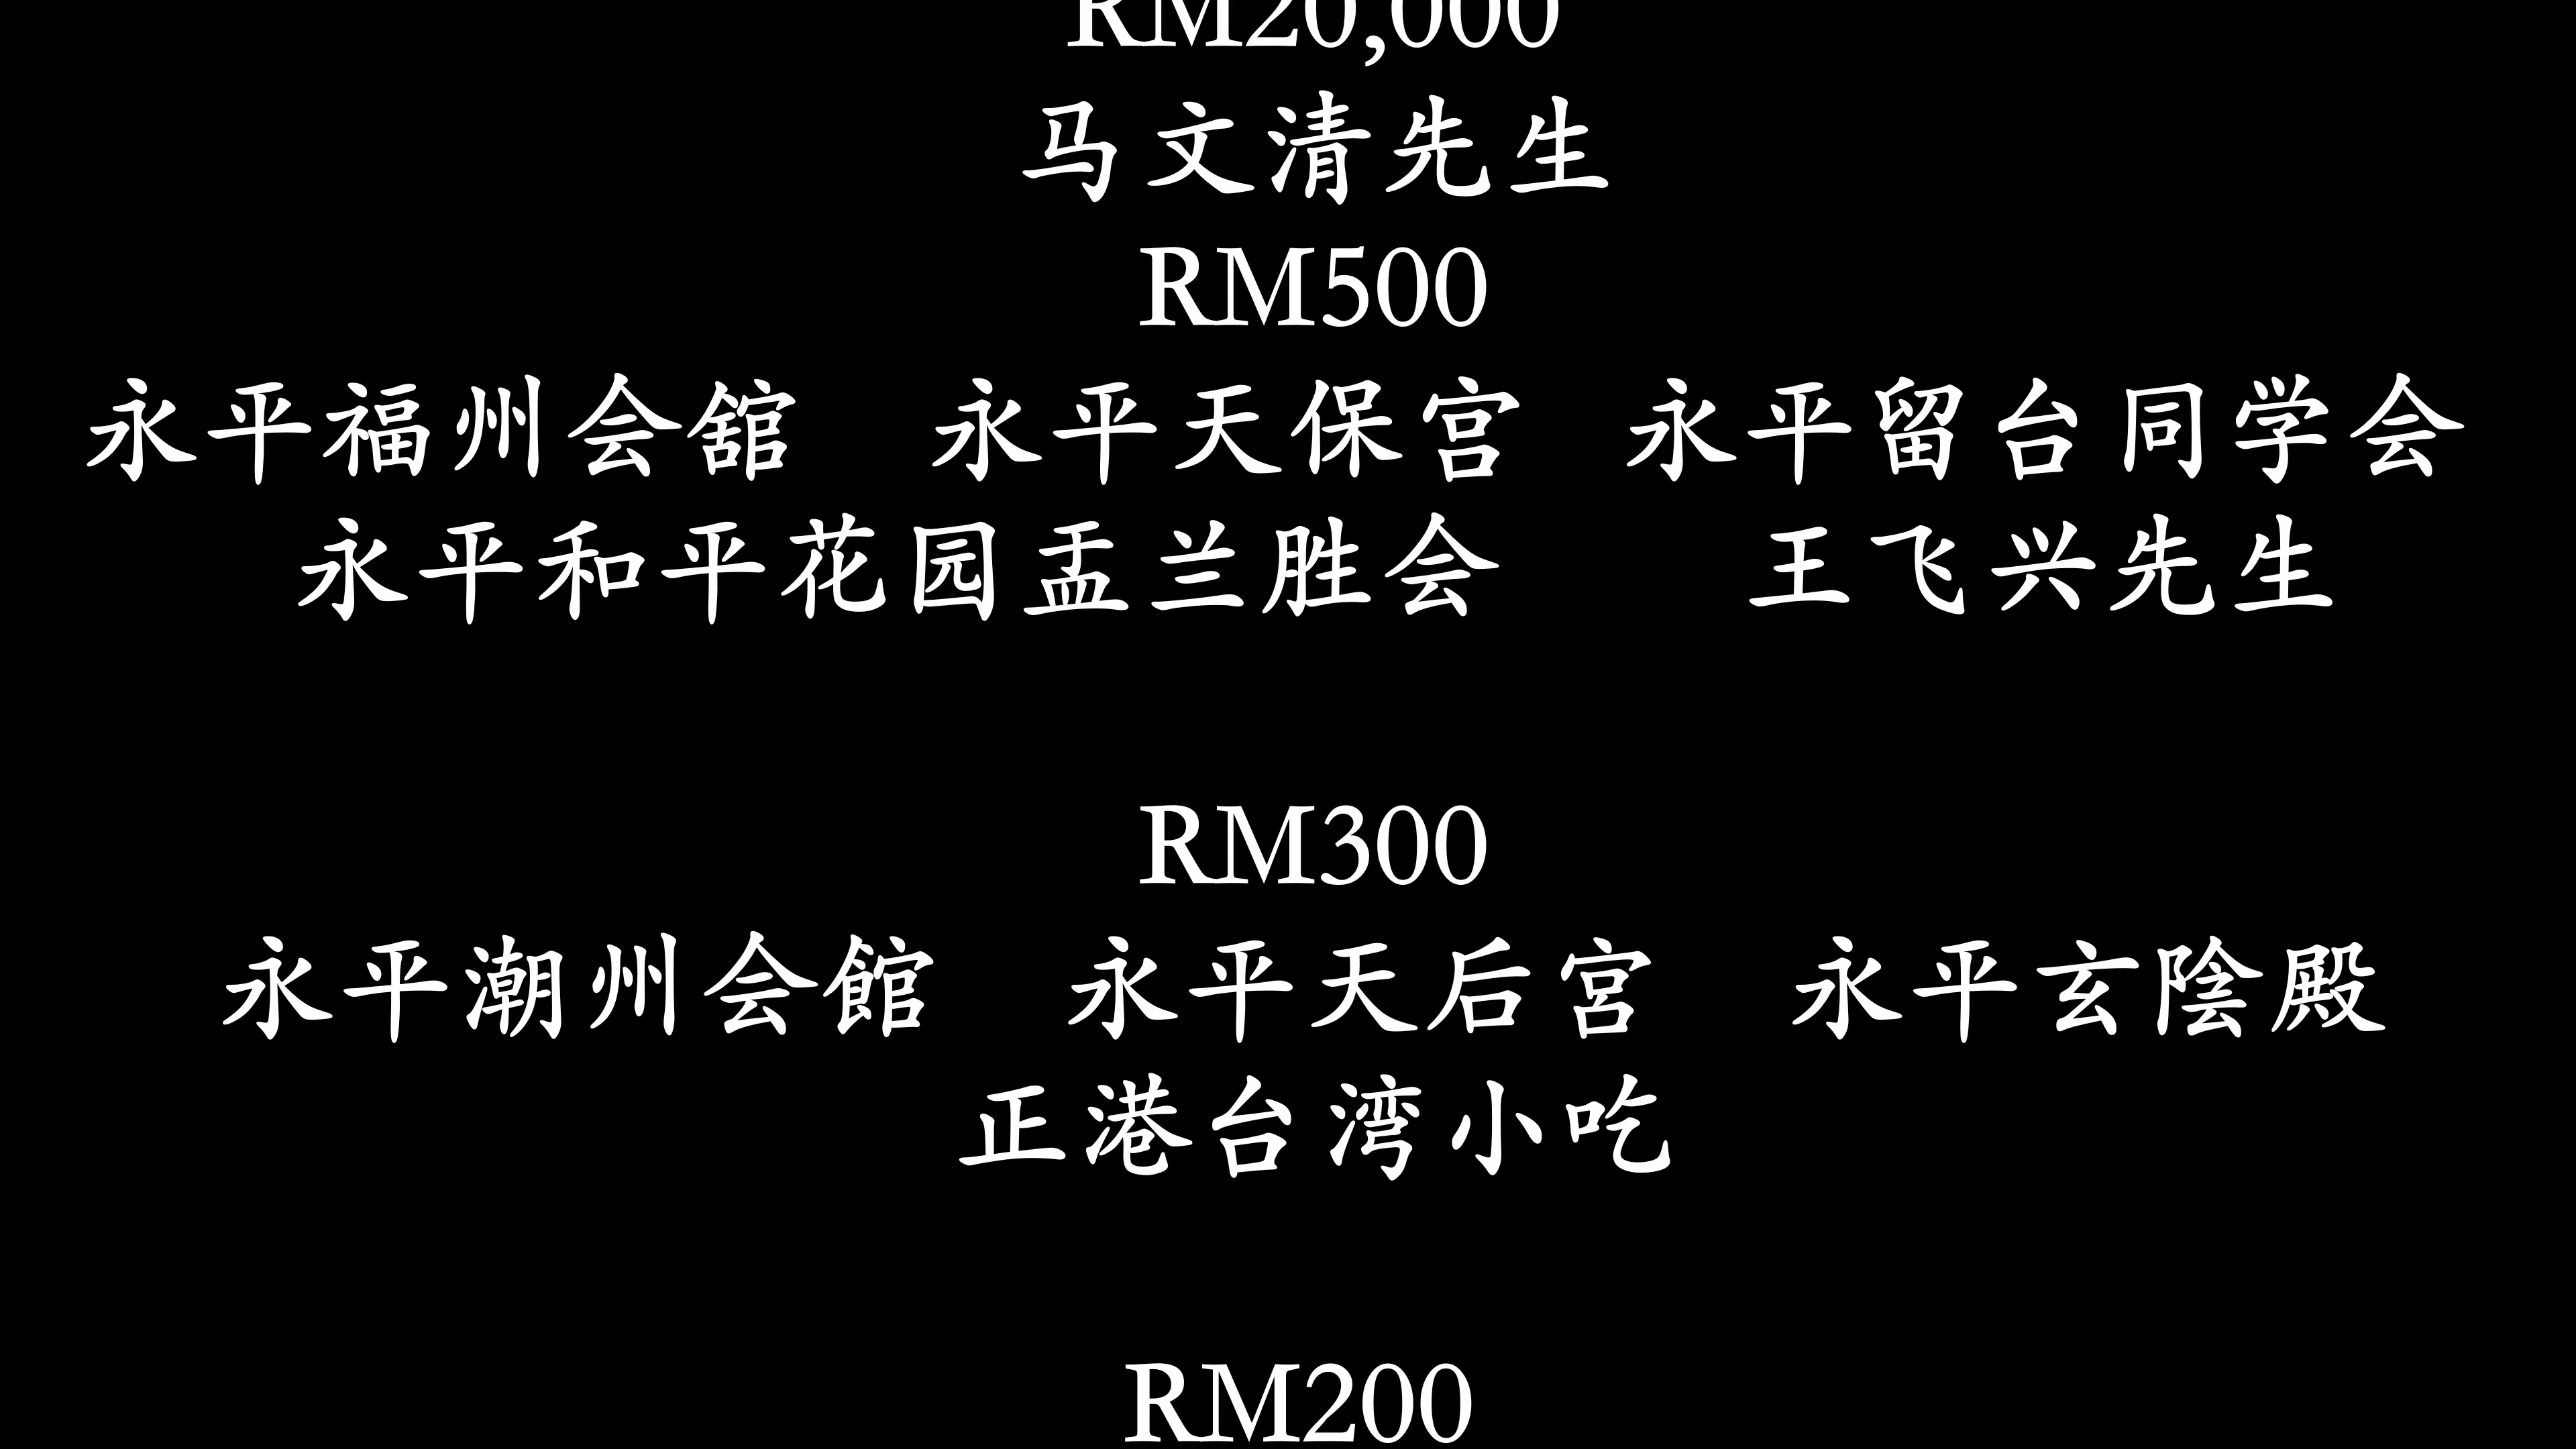 RM20,000
马文清先生
RM500
永平福州会舘 永平天保宫 永平留台同学会
永平和平花园盂兰胜会 王飞兴先生
RM300
永平潮州会館 永平天后宮 永平玄陰殿
正港台湾小吃
RM200